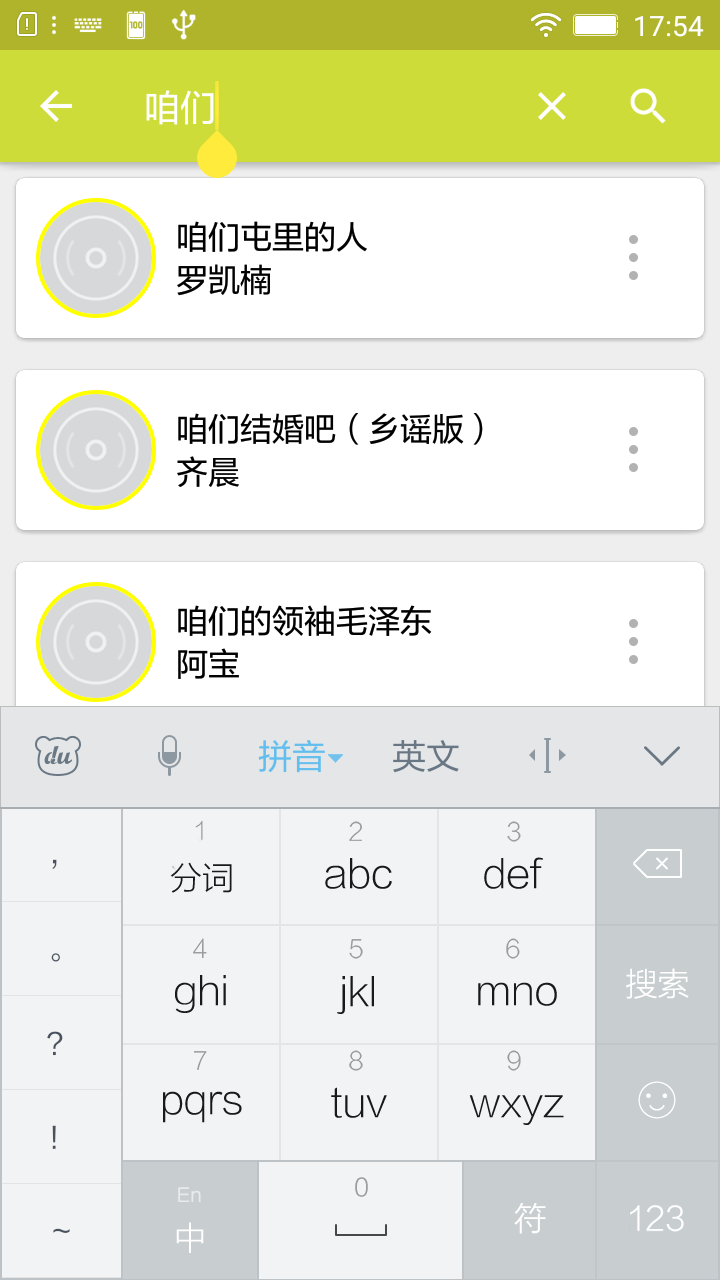 17:54
咱们
咱们屯里的人
罗凯楠
咱们结婚吧（乡谣版）
齐晨
咱们的领袖毛泽东
阿宝
du
拼音
英文
，
。
?
!
~
1
分词
2
abc
3
def
4
ghi
5
jkl
6
mno
搜索
7
pqrs
8
tuv
9
wxyz
En
中
0
符
123